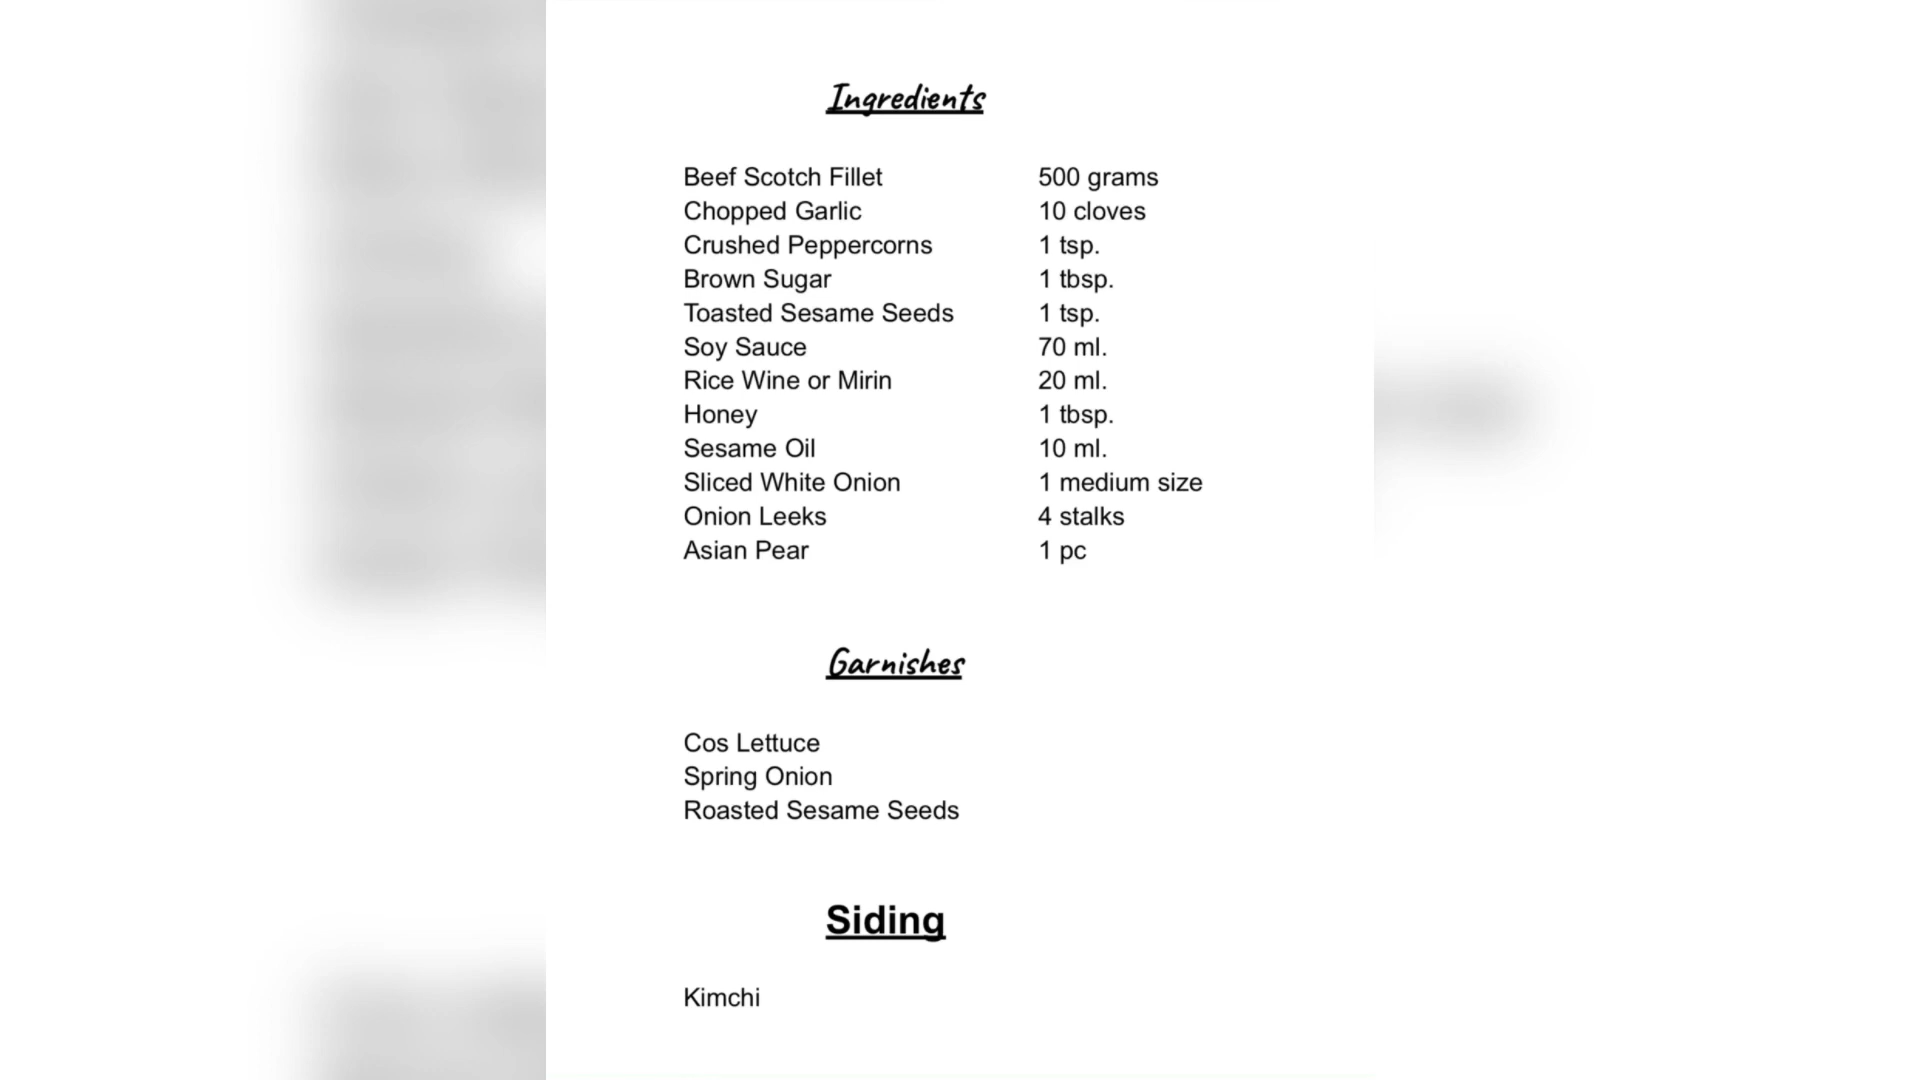 Ingredients
Beef Scotch Fillet 500 grams
Chopped Garlic 10 cloves
Crushed Peppercorns 1 tsp.
Brown Sugar 1 tbsp.
Toasted Sesame Seeds 1 tsp.
Soy Sauce 70 ml.
Rice Wine or Mirin 20 ml.
Honey 1 tbsp.
Sesame Oil 10 ml.
Sliced White Onion 1 medium size
Onion Leeks 4 stalks
Asian Pear 1 pc
Garnishes
Cos Lettuce
Spring Onion
Roasted Sesame Seeds
Siding
Kimchi